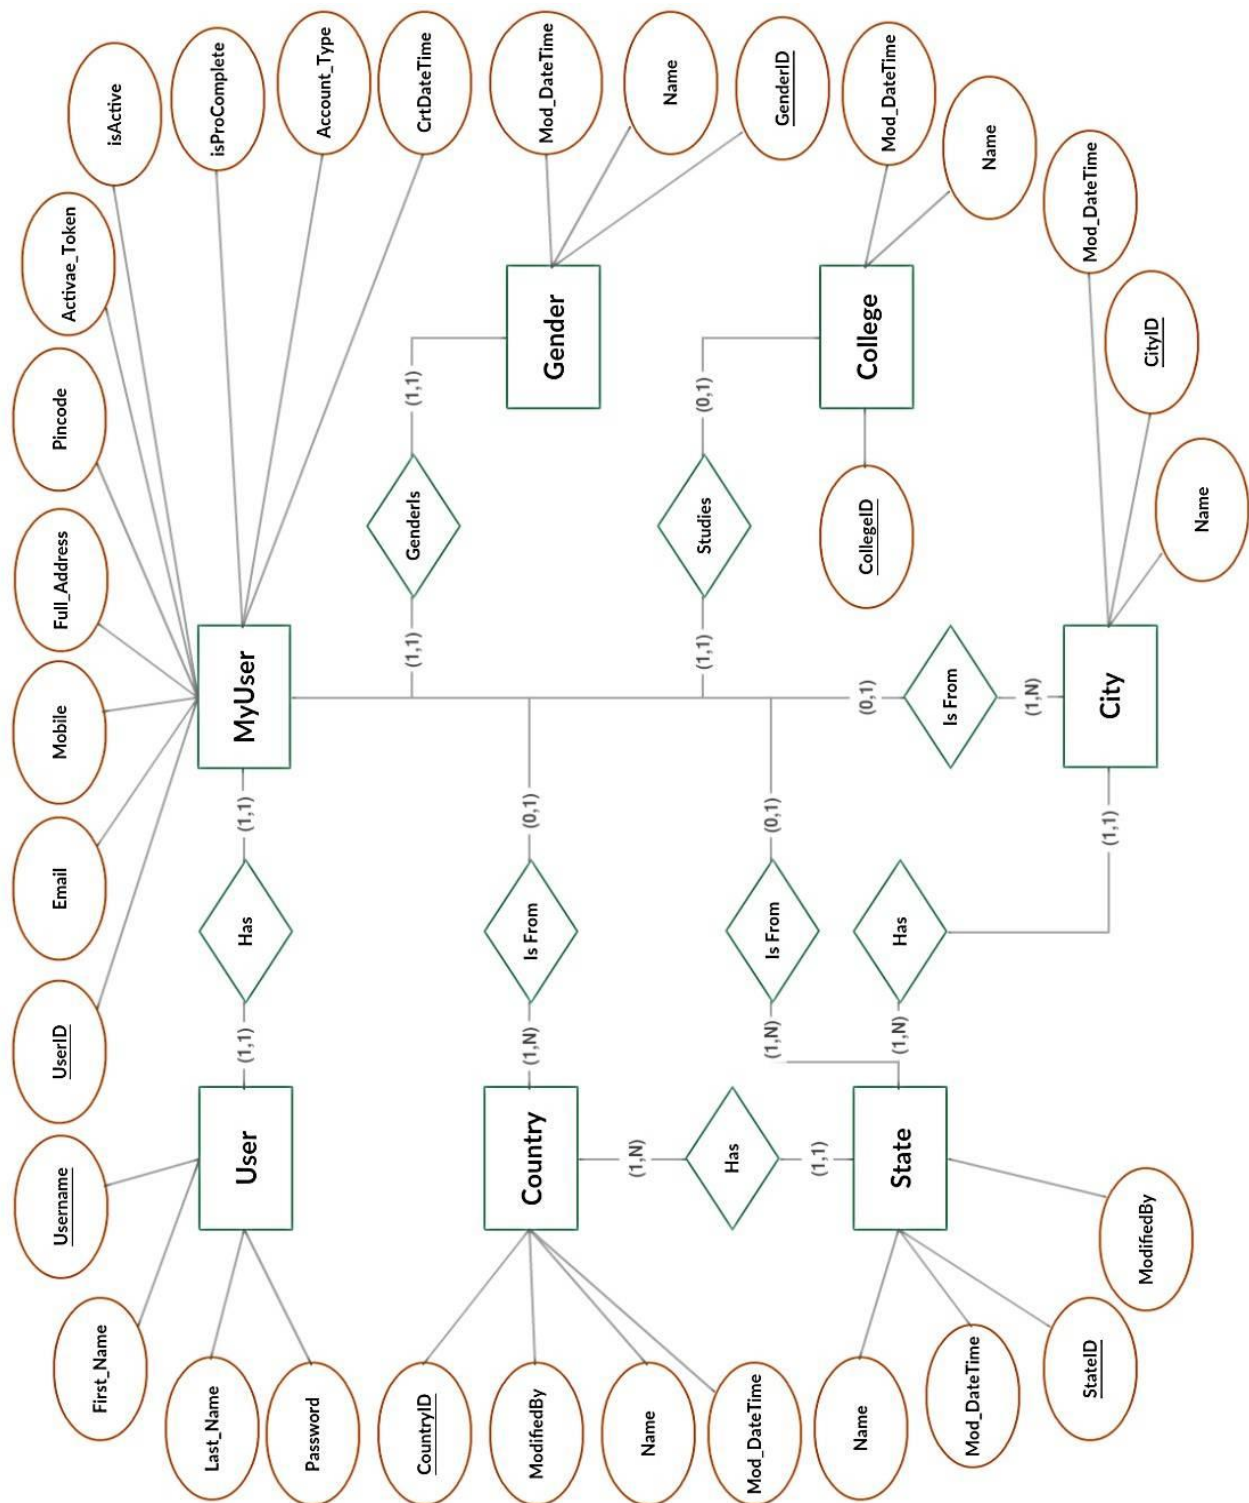 First_Name
Username
UserID
Email
Mobile
Full_Address
Pincode
Activae_Token
isActive
isProComplete
Account_Type
CrtDateTime
Last_Name
Password
User
(1,1)
Has
(1,1)
MyUser
(1,1)
GenderIs
(1,1)
Gender
Mod_DateTime
Name
GenderID
CountryID
ModifiedBy
Name
Mod_DateTime
Country
(1,N)
Is From
(0,1)
(1,N)
Has
(1,1)
(1,1)
Studies
(0,1)
College
CollegeID
Mod_DateTime
Name
Name
Mod_DateTime
StateID
ModifiedBy
State
(1,N)
Is From
(0,1)
(1,N)
Has
(1,1)
(0,1)
Is From
(1,N)
City
Mod_DateTime
CityID
Name